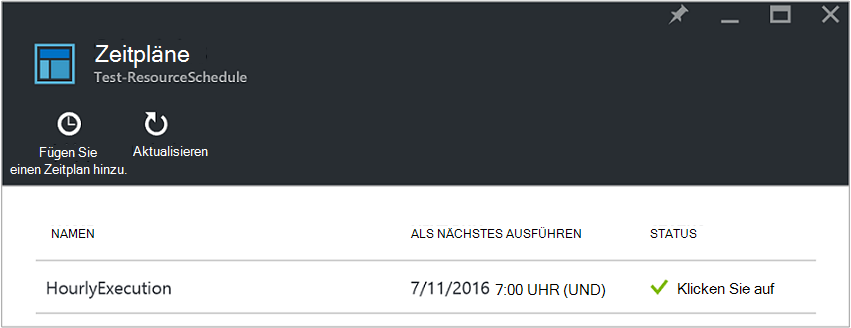 Zeitpläne
Test-ResourceSchedule
Fügen Sie
einen Zeitplan hinzu.
Aktualisieren
NAMEN ALS NÄCHSTES AUSFÜHREN STATUS
HourlyExecution 7/11/2016 7:00 UHR (UND) Klicken Sie auf